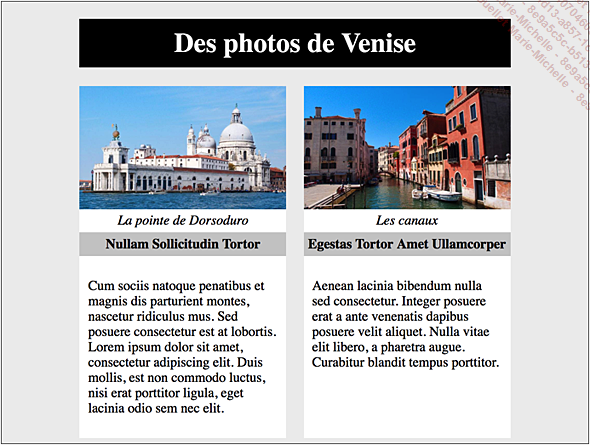 Des photos de Venise
La pointe de Dorsoduro
Nullam Sollicitudin Tortor
Cum sociis natoque penatibus et
magnis dis parturient montes,
nascetur ridiculus mus. Sed
posuere consectetur est at lobortis.
Lorem ipsum dolor sit amet,
consectetur adipiscing elit. Duis
mollis, est non commodo luctus,
nisi erat porttitor ligula, eget
lacinia odio sem nec elit.
Les canaux
Egestas Tortor Amet Ullamcorper
Aenean lacinia bibendum nulla
sed consectetur. Integer posuere
erat a ante venenatis dapibus
posuere velit aliquet. Nulla vitae
elit libero, a pharetra augue.
Curabitur blandit tempus porttitor.